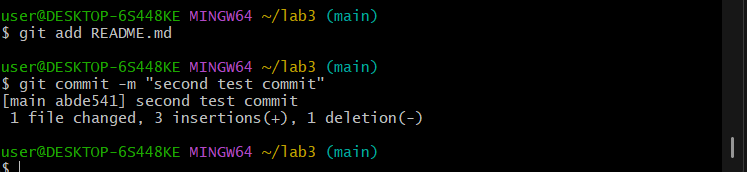 user@DESKTOP-6S448KE MINGW64 ~/lab3 (main)
$ git add README.md
user@DESKTOP-6S448KE MINGW64 ~/lab3 (main)
$ git commit -m "second test commit"
[main abde541] second test commit
 1 file changed, 3 insertions(+), 1 deletion(-)
user@DESKTOP-6S448KE MINGW64 ~/lab3 (main)
$